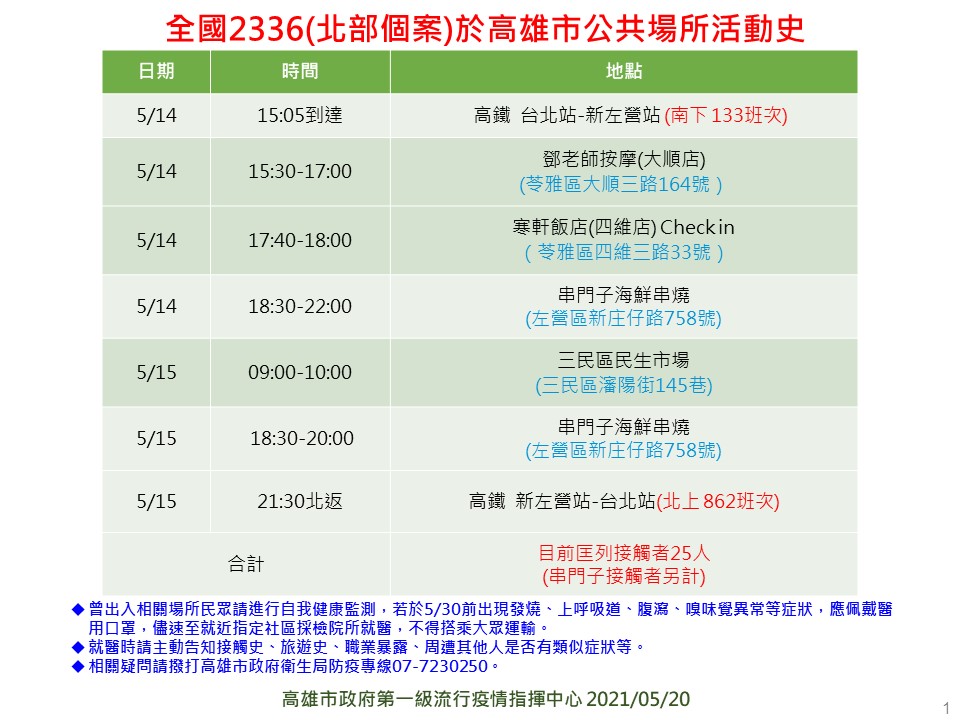 全國2336(北部個案)於高雄市公共場所活動史
日期 時間 地點
5/14 15:05到達 高鐵 台北站-新左營站(南下133班次)
5/14 15:30-17:00 鄧老師按摩(大順店)
(苓雅區大順三路164號)
5/14 17:40-18:00 寒軒飯店(四維店) Check in
(苓雅區四維三路33號)
5/14 18:30-22:00 串門子海鮮串燒
(左營區新庄仔路758號)
5/15 09:00-10:00 三民區民生市場
(三民區瀋陽街145巷)
5/15 18:30-20:00 串門子海鮮串燒
(左營區新庄仔路758號)
5/15 21:30北返 高鐵 新左營站-台北站(北上862班次)
合計 目前匡列接觸者25人
(串門子接觸者另計)
◆曾出入相關場所民眾請進行自我健康監測，若於5/30前出現發燒、上呼吸道、腹瀉、嗅味覺異常等症狀，應佩戴醫
用口罩，儘速至就近指定社區採檢院所就醫，不得搭乘大眾運輸。
◆就醫時請主動告知接觸史、旅遊史、職業暴露、周遭其他人是否有類似症狀等。
◆相關疑問請撥打高雄市政府衛生局防疫專線07-7230250。
高雄市政府第一級流行疫情指揮中心 2021/05/20
1